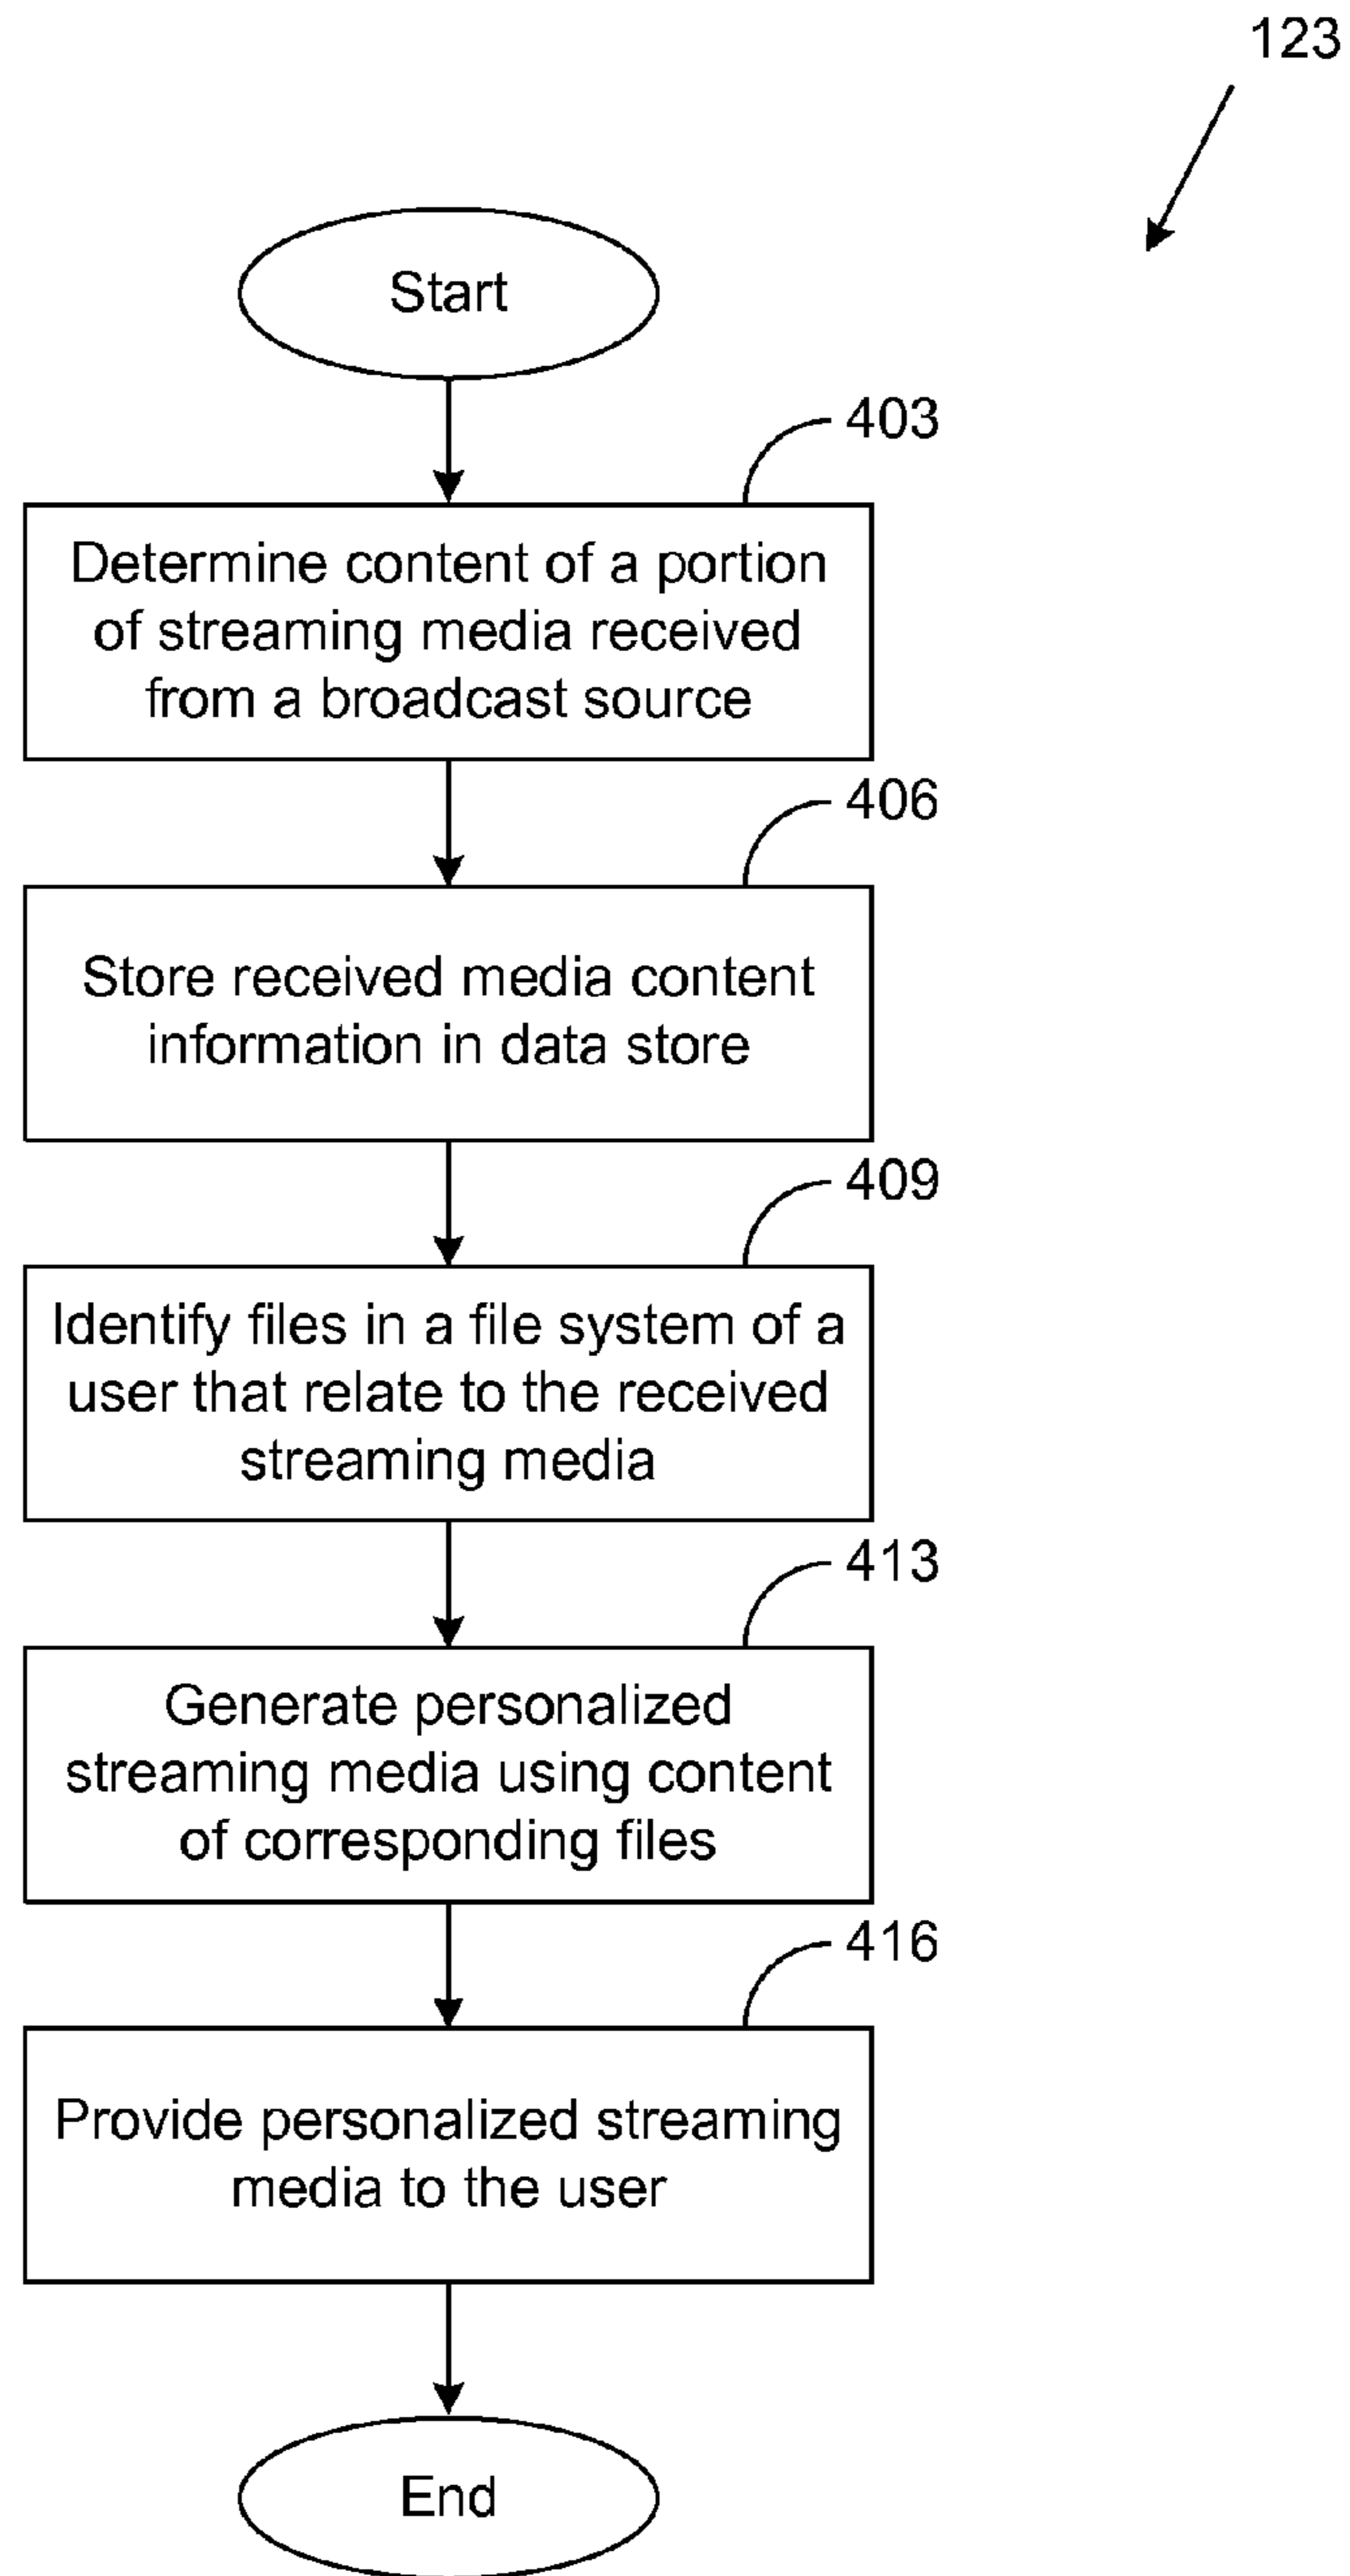 123
Start
403
Determine content of a portion
of streaming media received
from a broadcast source
406
Store received media content
information in data store
409
Identify files in a file system of a
user that relate to the received
streaming media
413
Generate personalized
streaming media using content
of corresponding files
416
Provide personalized streaming
media to the user
End